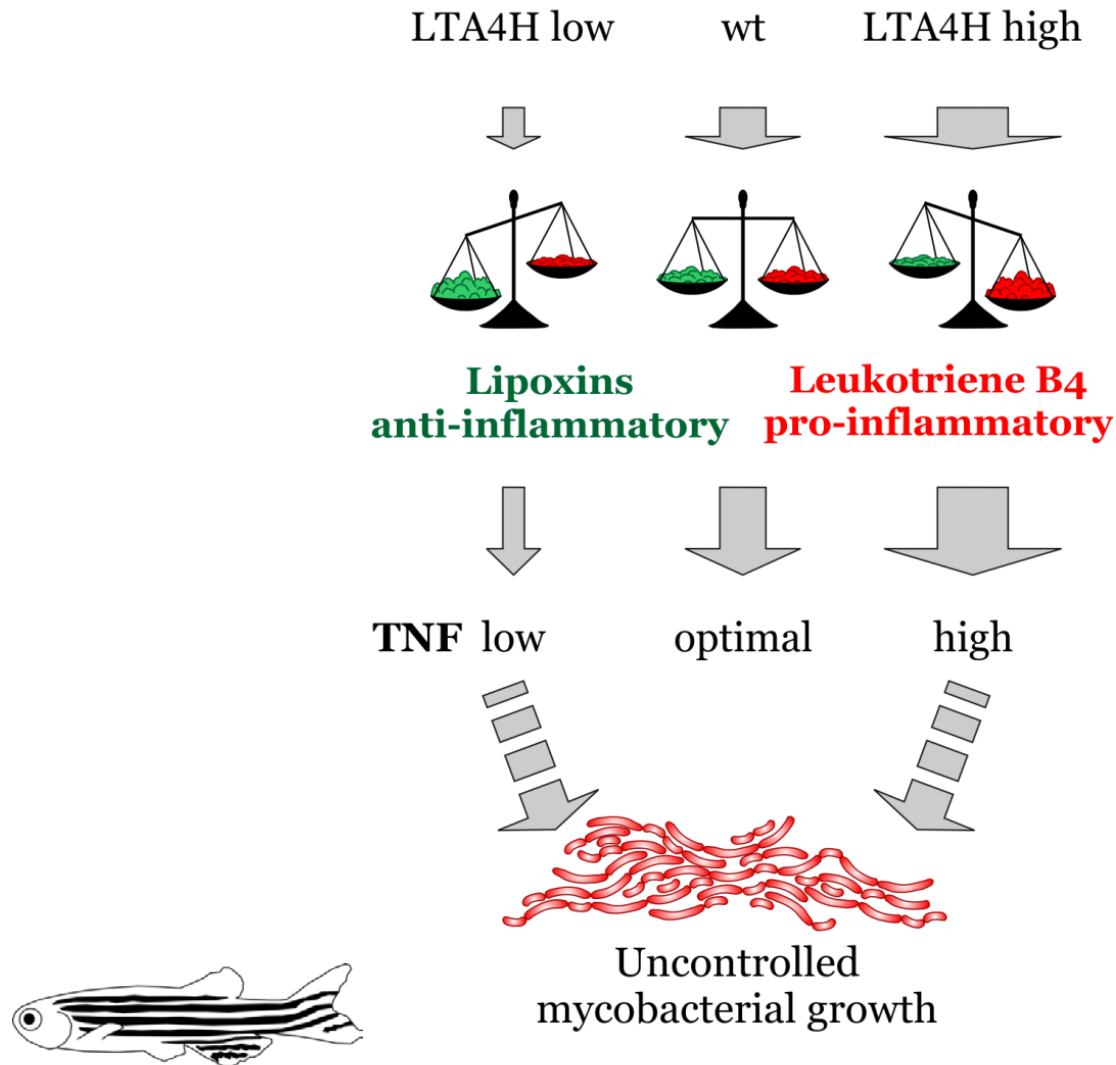 LTA4H low wt LTA4H high
Lipoxins
anti-inflammatory
Leukotriene B4
pro-inflammatory
TNF low optimal high
Uncontrolled
mycobacterial growth